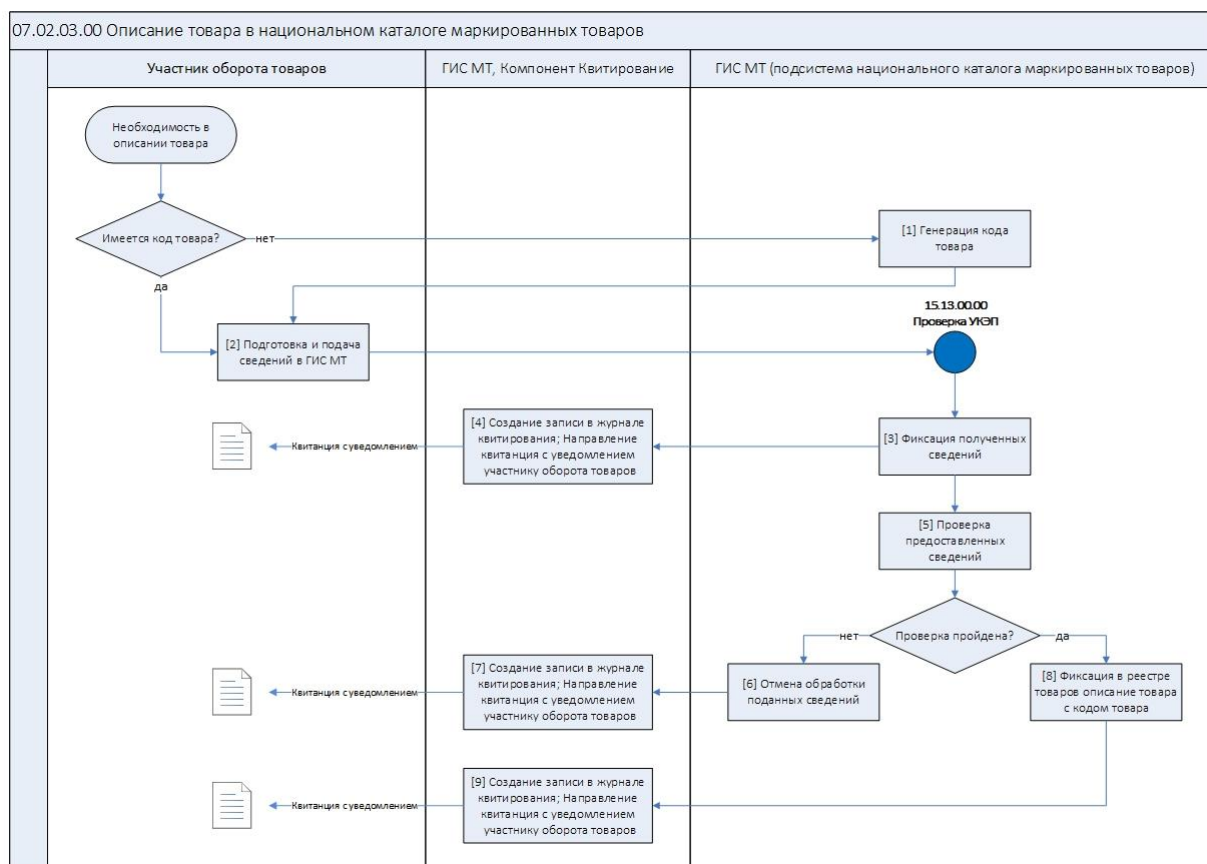 07.02.03.00 Описание товара в национальном каталоге маркированных товаров
Участник оборота товаров
ГИС МТ, Компонент Квитирование
ГИС МТ (подсистема национального каталога маркированных товаров)
Необходимость в
описании товара
Имеется код товара?
нет
[1] Генерация кода
товара
да
15.13.00.00
Проверка УКЭП
[2] Подготовка и подача
сведений в ГИС МТ
Квитанция с уведомлением
[4] Создание записи в журнале
квитирования; Направление
квитанция с уведомлением
участнику оборота товаров
[3] Фиксация полученных
сведений
[5] Проверка
предоставленных
сведений
нет
Проверка пройдена?
да
Квитанция с уведомлением
[7] Создание записи в журнале
квитирования; Направление
квитанция с уведомлением
участнику оборота товаров
[6] Отмена обработки
поданных сведений
[8] Фиксация в реестре
товаров описание товара
с кодом товара
Квитанция с уведомлением
[9] Создание записи в журнале
квитирования; Направление
квитанция с уведомлением
участнику оборота товаров